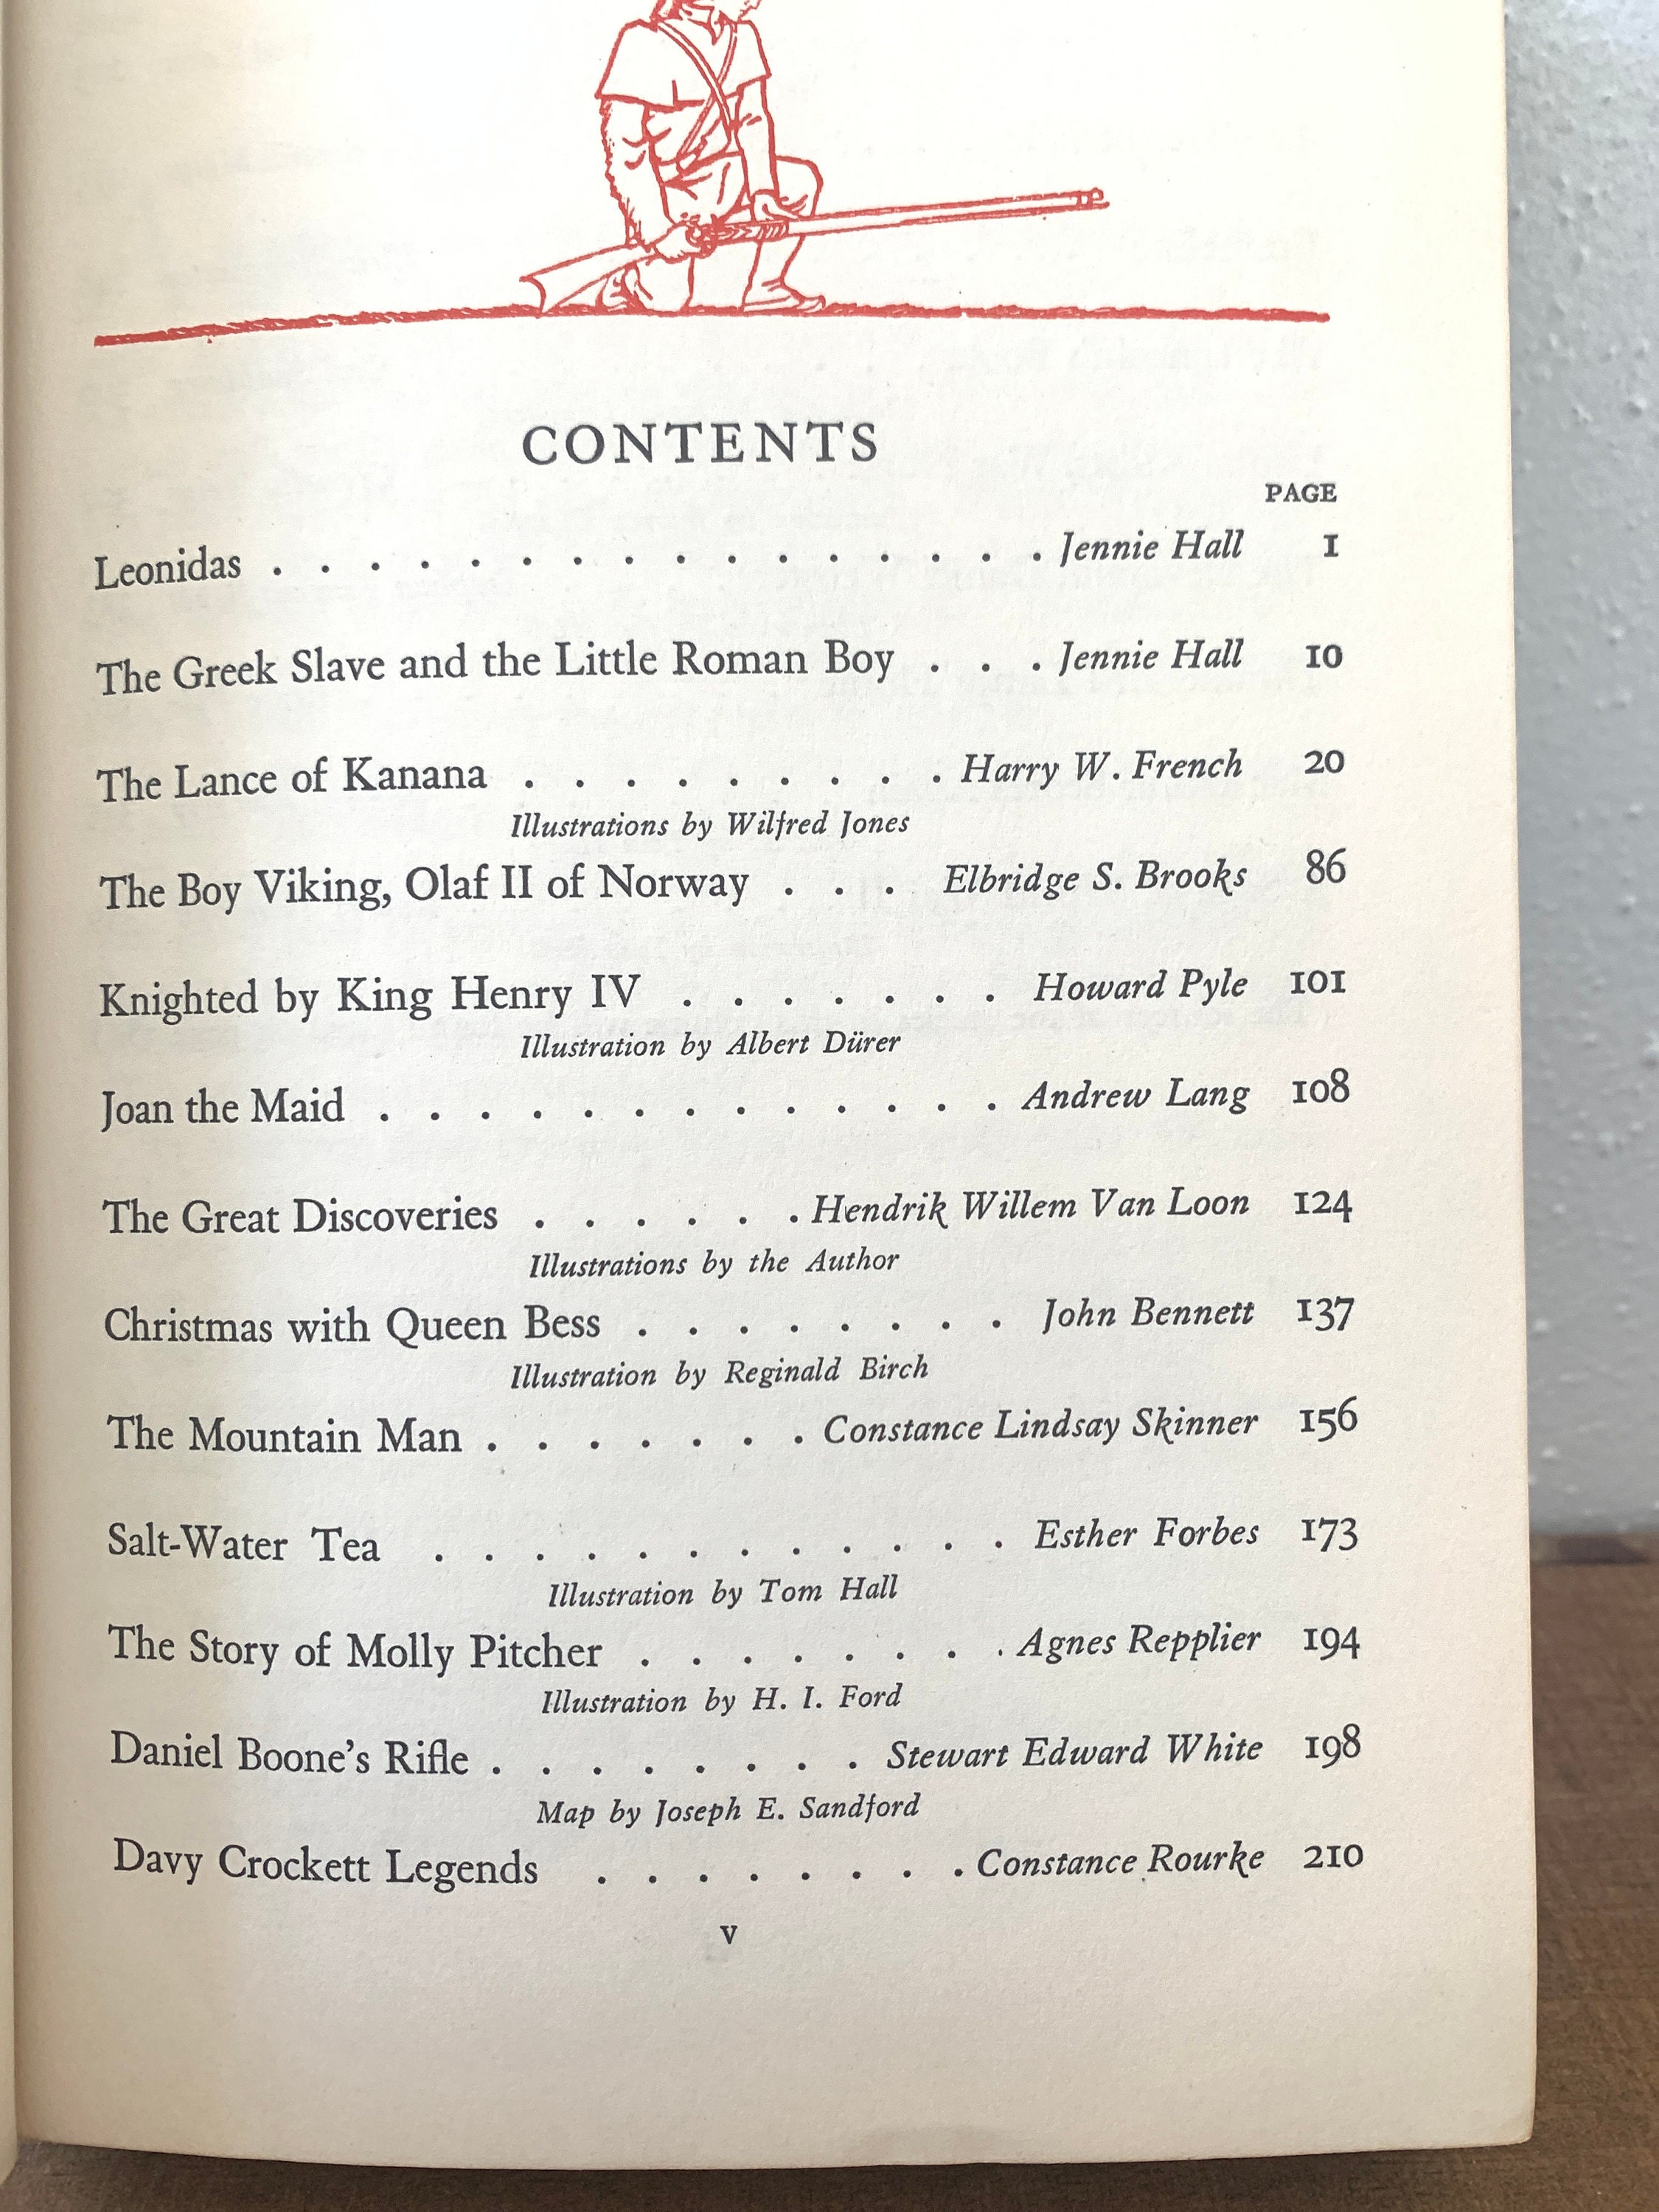 CONTENTS
PAGE
Leonidas . . . . . . . . . . . . . . . . Jennie Hall 1
The Greek Slave and the Little Roman Boy . . . Jennie Hall 10
The Lance of Kanana . . . . . . . . . Harry W. French 20
Illustrations by Wilfred Jones
The Boy Viking, Olaf II of Norway . . . Elbridge S. Brooks 86
Knighted by King Henry IV . . . . . . . Howard Pyle 101
Illustration by Albert Dürer
Joan the Maid . . . . . . . . . . . . . Andrew Lang 108
The Great Discoveries . . . . . . Hendrik Willem Van Loon 124
Illustrations by the Author
Christmas with Queen Bess . . . . . . . . John Bennett 137
Illustration by Reginald Birch
The Mountain Man . . . . . . . Constance Lindsay Skinner 156
Salt-Water Tea . . . . . . . . . . . . Esther Forbes 173
Illustration by Tom Hall
The Story of Molly Pitcher . . . . . . . . Agnes Repplier 194
Illustration by H. I. Ford
Daniel Boone's Rifle . . . . . . . . Stewart Edward White 198
Map by Joseph E. Sandford
Davy Crockett Legends . . . . . . . . Constance Rourke 210
v